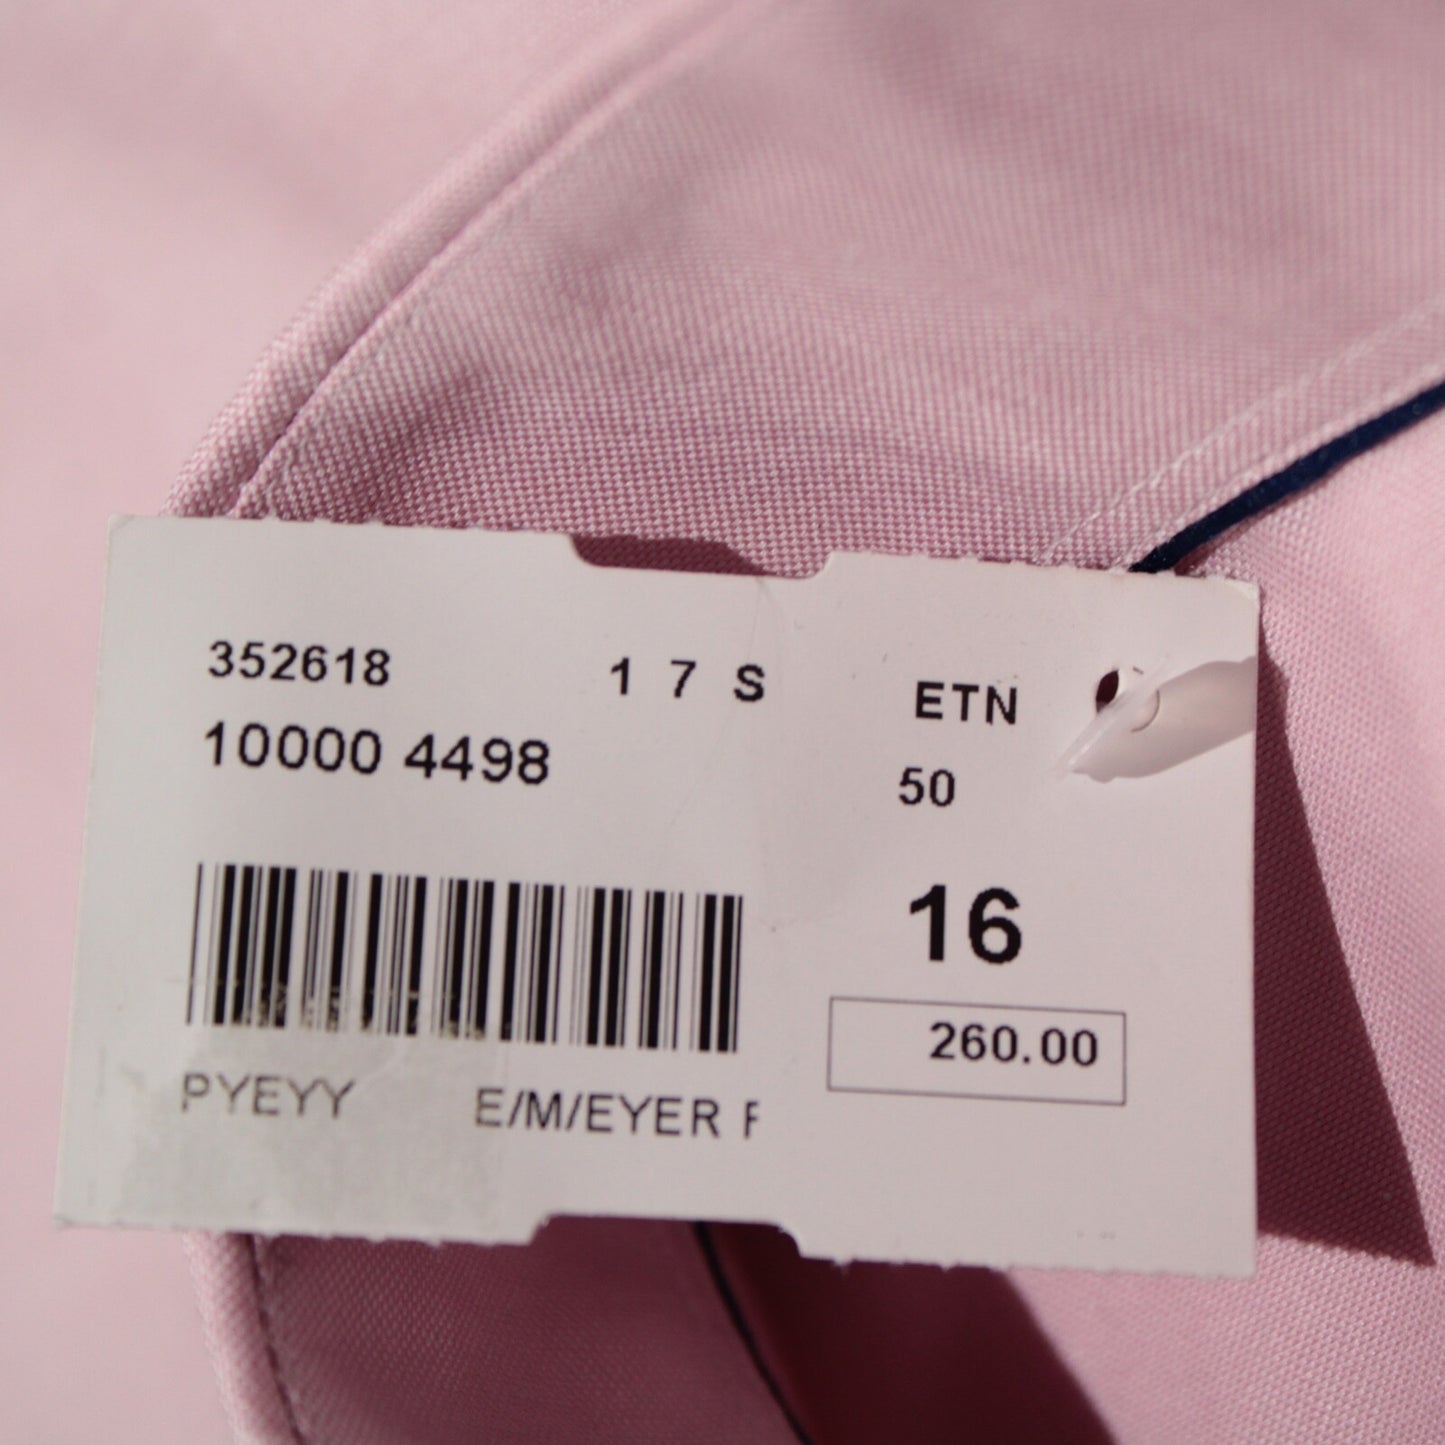 352618 1 7 S ETN
10000 4498 50
16
260.00
PYEYY E/M/EYER